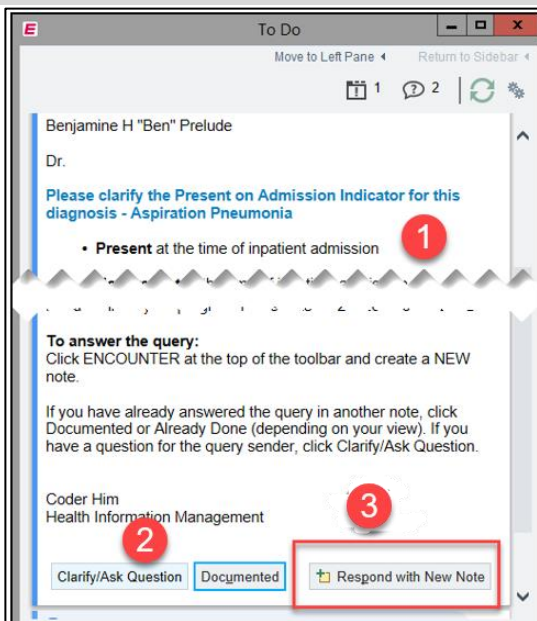 E To Do
Move to Left Pane Return to Sidebar
1 2
Benjamine H "Ben" Prelude
Dr.
Please clarify the Present on Admission Indicator for this
diagnosis - Aspiration Pneumonia
• Present at the time of inpatient admission
1
To answer the query:
Click ENCOUNTER at the top of the toolbar and create a NEW
note.
If you have already answered the query in another note, click
Documented or Already Done (depending on your view). If you
have a question for the query sender, click Clarify/Ask Question.
Coder Him
Health Information Management
2
3
Clarify/Ask Question Documented Respond with New Note